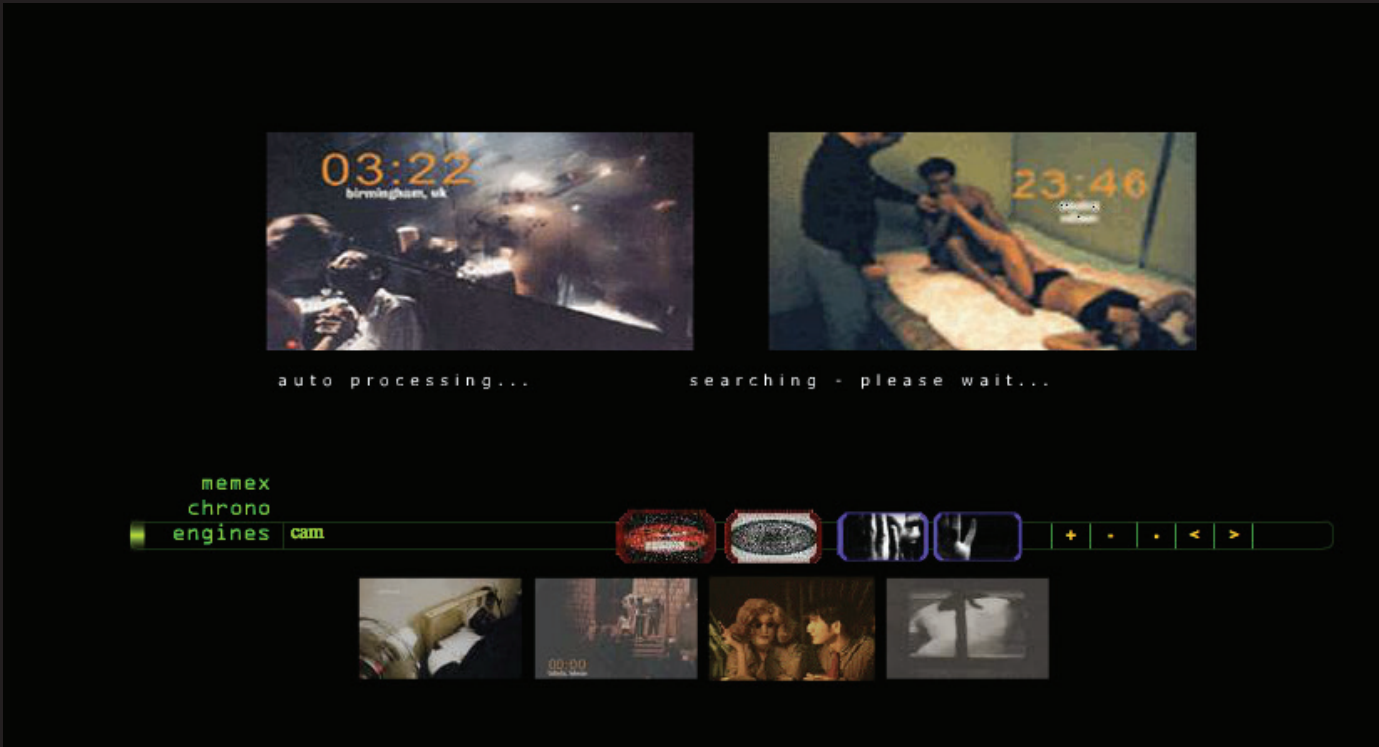 03:22
birmingham, uk
23:46
auto processing...
searching - please wait...
memex
chrono
engines
cam
+ - . < >
00:00